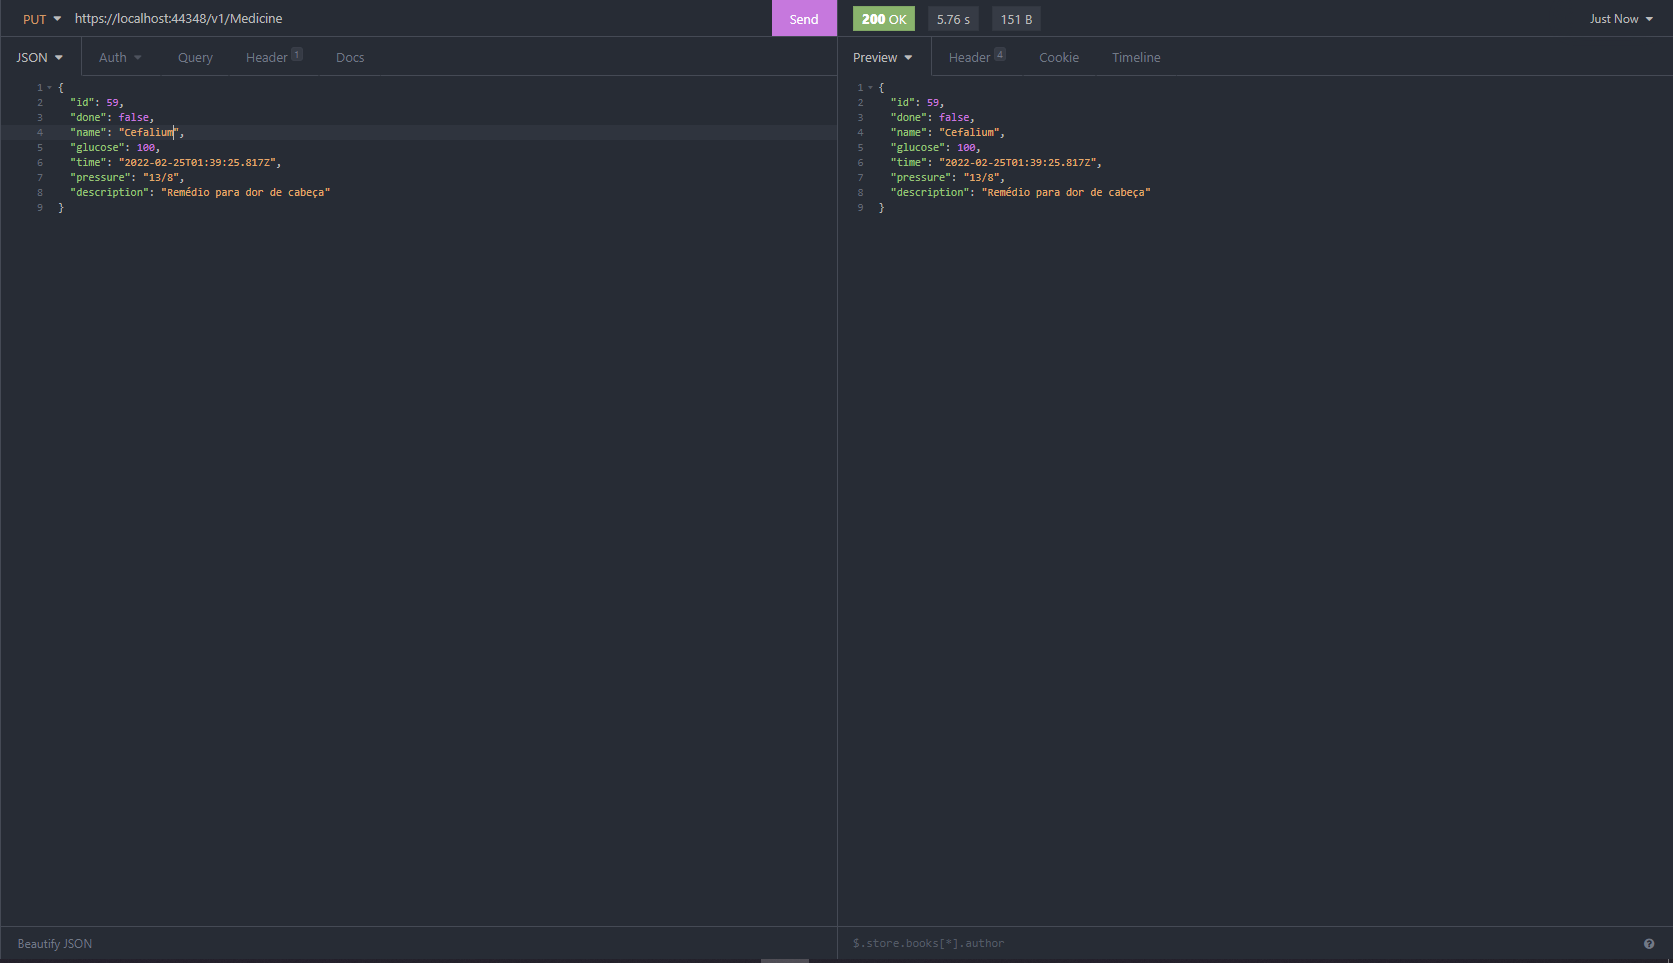 PUT https://localhost:44348/v1/Medicine Send 200 OK 5.76 s 151 B Just Now
JSON Auth Query Header 1 Docs
Preview Header 4 Cookie Timeline
1 {
2 "id": 59,
3 "done": false,
4 "name": "Cefalium",
5 "glucose": 100,
6 "time": "2022-02-25T01:39:25.817Z",
7 "pressure": "13/8",
8 "description": "Remédio para dor de cabeça"
9 }
1 {
2 "id": 59,
3 "done": false,
4 "name": "Cefalium",
5 "glucose": 100,
6 "time": "2022-02-25T01:39:25.817Z",
7 "pressure": "13/8",
8 "description": "Remédio para dor de cabeça"
9 }
Beautify JSON
$.store.books[*].author ?